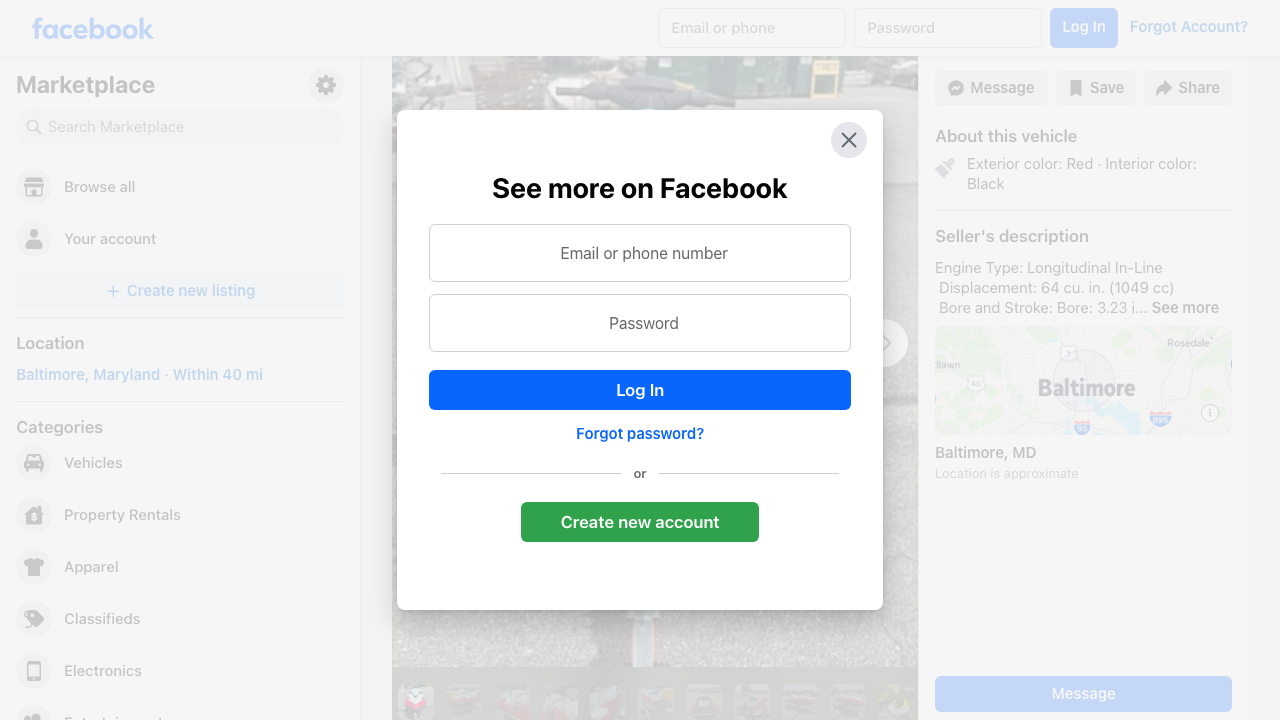 facebook
Email or phone
Password
Log In
Forgot Account?
Marketplace
Search Marketplace
Browse all
Your account
Create new listing
Location
Baltimore, Maryland · Within 40 mi
Categories
Vehicles
Property Rentals
Apparel
Classifieds
Electronics
See more on Facebook
Email or phone number
Password
Log In
Forgot password?
or
Create new account
Message
Save
Share
About this vehicle
Exterior color: Red · Interior color:
Black
Seller's description
Engine Type: Longitudinal In-Line
Displacement: 64 cu. in. (1049 cc)
Bore and Stroke: Bore: 3.23 i... See more
Rosedale
dlawn
40
Baltimore
95
895
Baltimore, MD
Location is approximate
Message